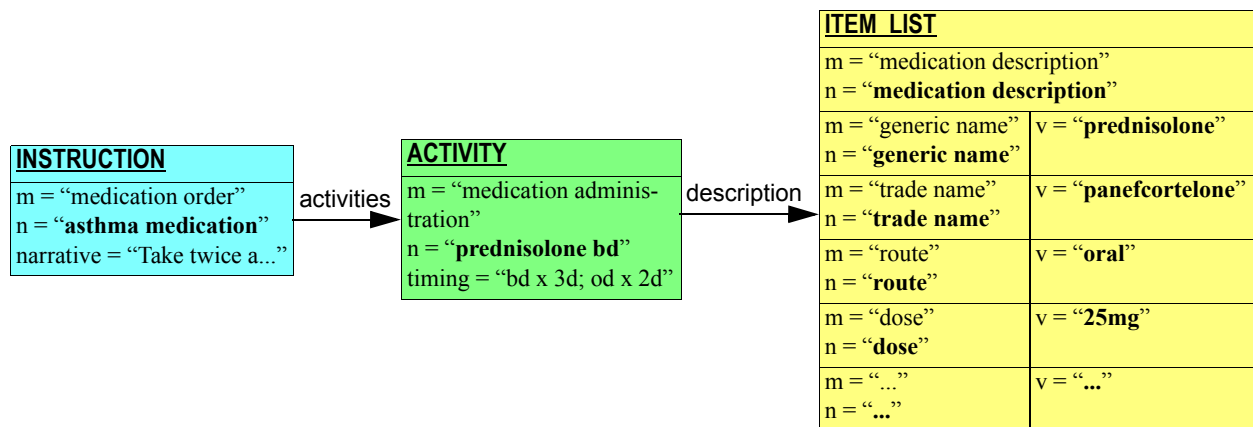 INSTRUCTION
m = “medication order”
n = “asthma medication”
narrative = “Take twice a...”
activities
ACTIVITY
m = “medication adminis-
tration”
n = “prednisolone bd”
timing = “bd x 3d; od x 2d”
description
ITEM_LIST
m = “medication description”
n = “medication description”
m = “generic name” v = “prednisolone”
n = “generic name”
m = “trade name” v = “panefcortelone”
n = “trade name”
m = “route” v = “oral”
n = “route”
m = “dose” v = “25mg”
n = “dose”
m = “...” v = “...”
n = “...”